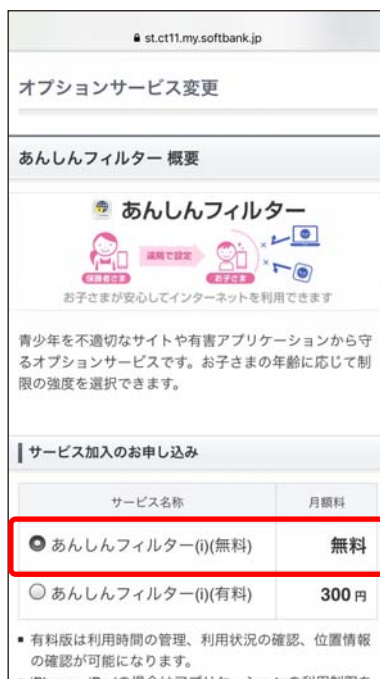 st.ct11.my.softbank.jp
オプションサービス変更
あんしんフィルター 概要
あんしんフィルター
遠隔で設定
保護者さま
お子さま
お子さまが安心してインターネットを利用できます
青少年を不適切なサイトや有害アプリケーションから守
るオプションサービスです。お子さまの年齢に応じて制
限の強度を選択できます。
サービス加入のお申し込み
サービス名称 月額料
あんしんフィルター(i)(無料) 無料
あんしんフィルター(i)(有料) 300 円
▪ 有料版は利用時間の管理、利用状況の確認、位置情報
の確認が可能になります。